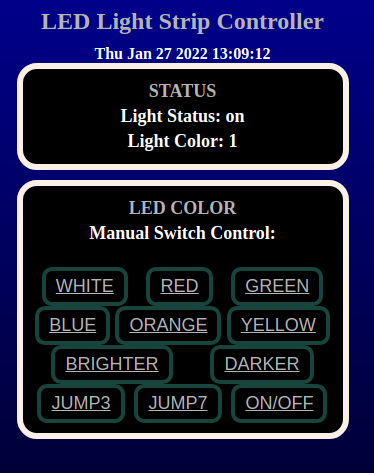 LED Light Strip Controller
Thu Jan 27 2022 13:09:12
STATUS
Light Status: on
Light Color: 1
LED COLOR
Manual Switch Control:
WHITE RED GREEN
BLUE ORANGE YELLOW
BRIGHTER DARKER
JUMP3 JUMP7 ON/OFF